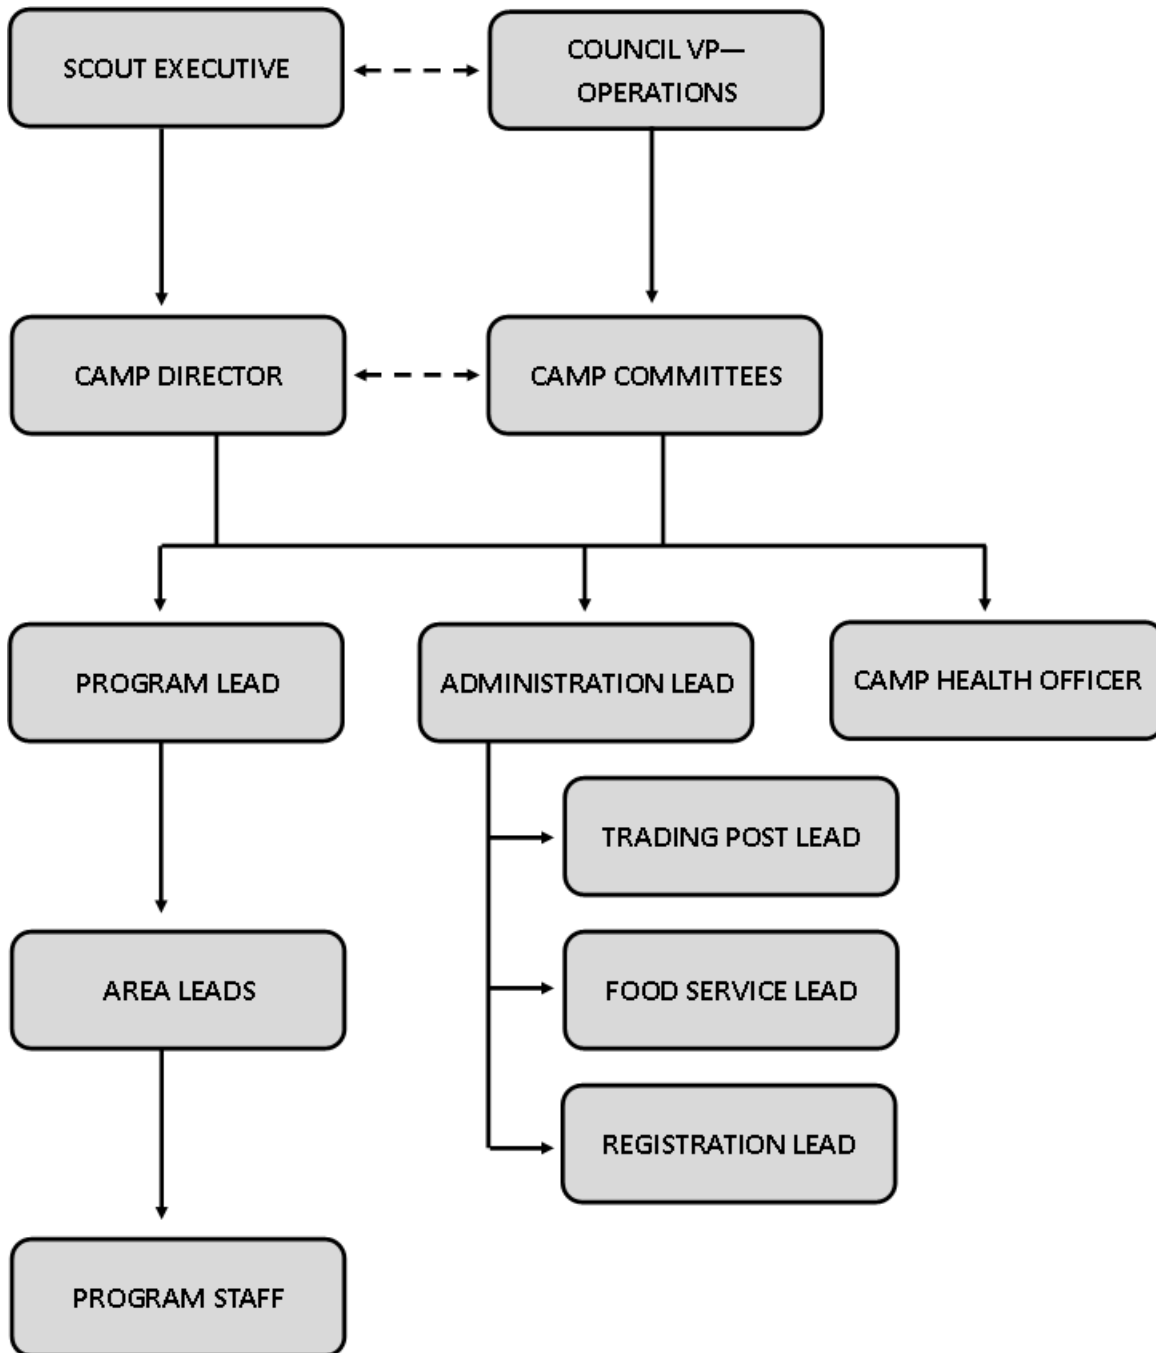 SCOUT EXECUTIVE
COUNCIL VP—
OPERATIONS
CAMP DIRECTOR
CAMP COMMITTEES
PROGRAM LEAD
ADMINISTRATION LEAD
CAMP HEALTH OFFICER
TRADING POST LEAD
AREA LEADS
FOOD SERVICE LEAD
REGISTRATION LEAD
PROGRAM STAFF